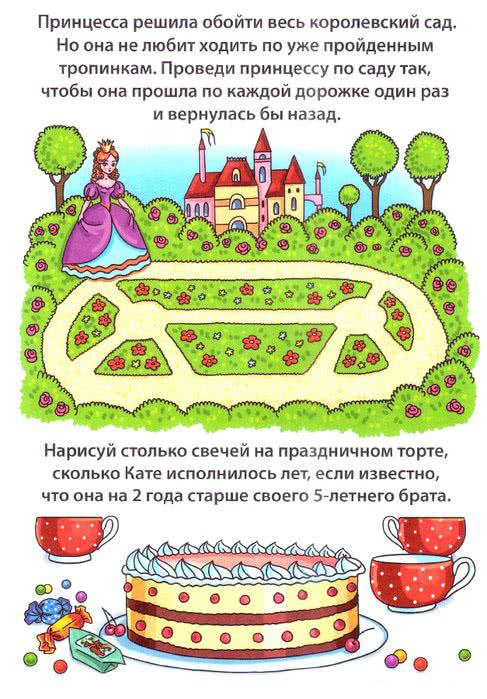 Принцесса решила обойти весь королевский сад.
Но она не любит ходить по уже пройденным
тропинкам. Проведи принцессу по саду так,
чтобы она прошла по каждой дорожке один раз
и вернулась бы назад.
Нарисуй столько свечей на праздничном торте,
сколько Кате исполнилось лет, если известно,
что она на 2 года старше своего 5-летнего брата.